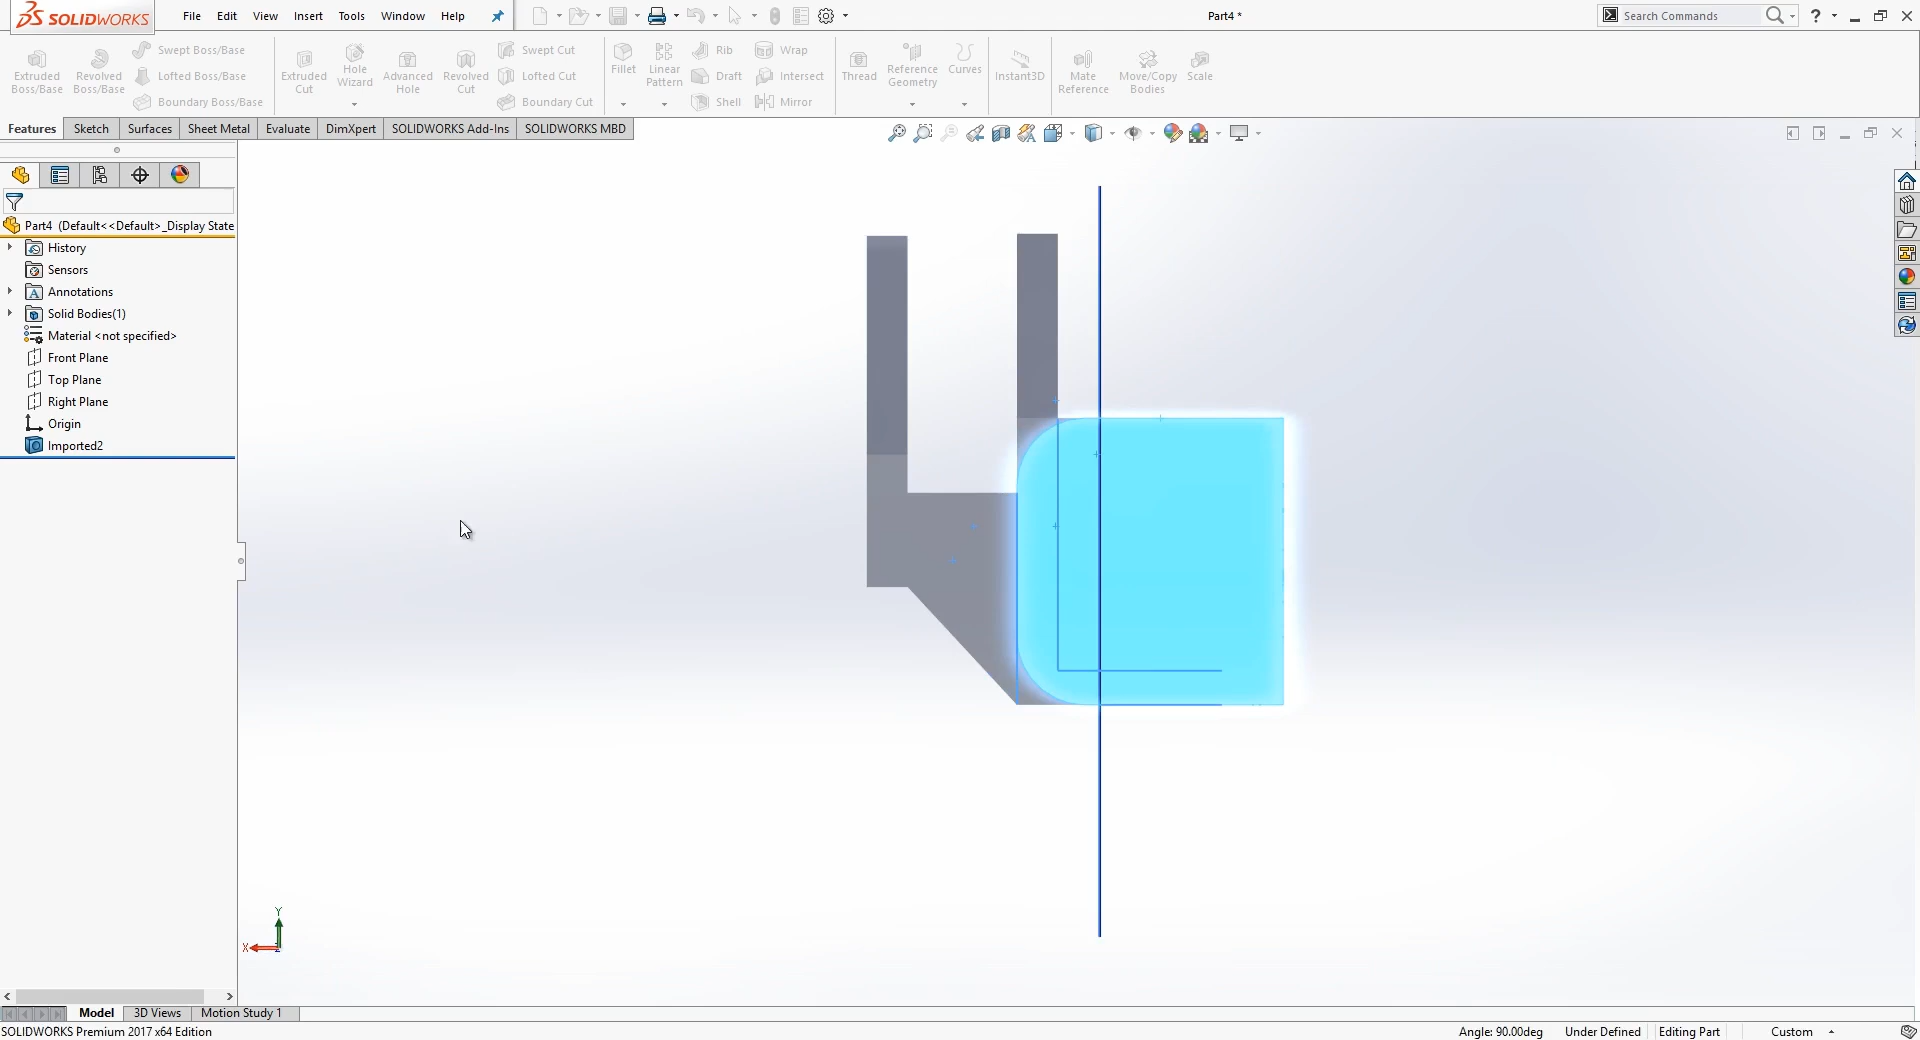 SOLIDWORKS File Edit View Insert Tools Window Help Part4 * Search Commands ?
Extruded Boss/Base
Revolved Boss/Base
Swept Boss/Base
Lofted Boss/Base
Boundary Boss/Base
Extruded Cut
Hole Wizard
Advanced Hole
Revolved Cut
Swept Cut
Lofted Cut
Boundary Cut
Fillet
Linear Pattern
Rib
Draft
Shell
Wrap
Intersect
Mirror
Thread
Reference Geometry
Curves
Instant3D
Mate Reference
Move/Copy Bodies
Scale
Features Sketch Surfaces Sheet Metal Evaluate DimXpert SOLIDWORKS Add-Ins SOLIDWORKS MBD
Part4 (Default<<Default>_Display State
History
Sensors
Annotations
Solid Bodies(1)
Material <not specified>
Front Plane
Top Plane
Right Plane
Origin
Imported2
Y
X
Z
Model 3D Views Motion Study 1
SOLIDWORKS Premium 2017 x64 Edition Angle: 90.00deg Under Defined Editing Part Custom